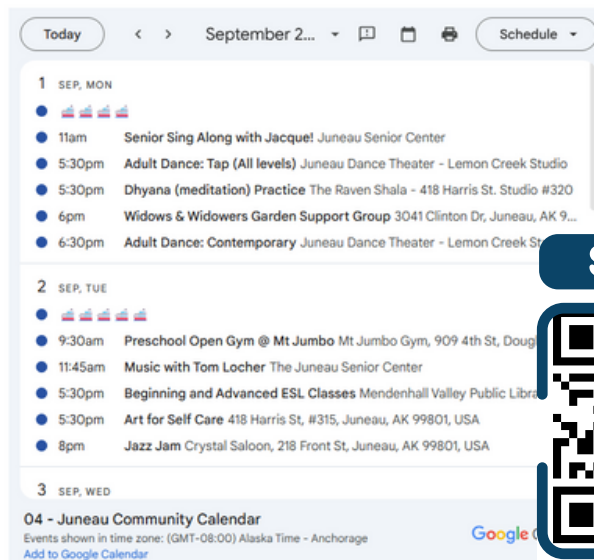 Today < > September 2... Schedule
1 SEP, MON
🚢🚢🚢🚢
11am Senior Sing Along with Jacque! Juneau Senior Center
5:30pm Adult Dance: Tap (All levels) Juneau Dance Theater - Lemon Creek Studio
5:30pm Dhyana (meditation) Practice The Raven Shala - 418 Harris St. Studio #320
6pm Widows & Widowers Garden Support Group 3041 Clinton Dr, Juneau, AK 9...
6:30pm Adult Dance: Contemporary Juneau Dance Theater - Lemon Creek
S
2 SEP, TUE
🚢🚢🚢🚢🚢
9:30am Preschool Open Gym @ Mt Jumbo Mt Jumbo Gym, 909 4th St, Doug
11:45am Music with Tom Locher The Juneau Senior Center
5:30pm Beginning and Advanced ESL Classes Mendenhall Valley Public Libra
5:30pm Art for Self Care 418 Harris St, #315, Juneau, AK 99801, USA
8pm Jazz Jam Crystal Saloon, 218 Front St, Juneau, AK 99801, USA
3 SEP, WED
04 - Juneau Community Calendar
Events shown in time zone: (GMT-08:00) Alaska Time - Anchorage
Google
Add to Google Calendar